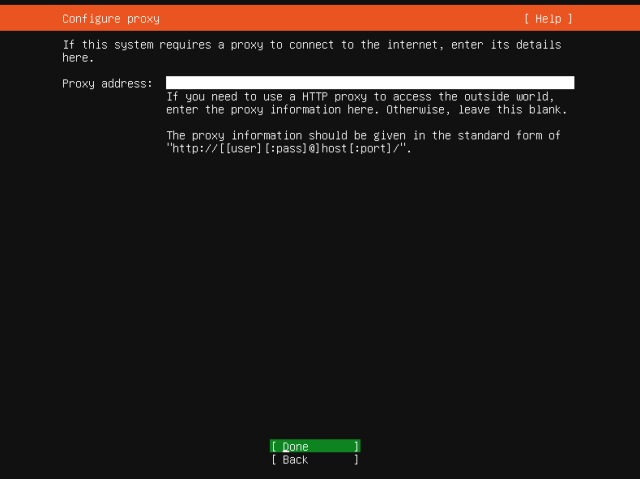 Configure proxy [ Help ]
If this system requires a proxy to connect to the internet, enter its details
here.
Proxy address:
If you need to use a HTTP proxy to access the outside world,
enter the proxy information here. Otherwise, leave this blank.
The proxy information should be given in the standard form of
"http://[[user][:pass]@]host[:port]/".
[ Done ]
[ Back ]